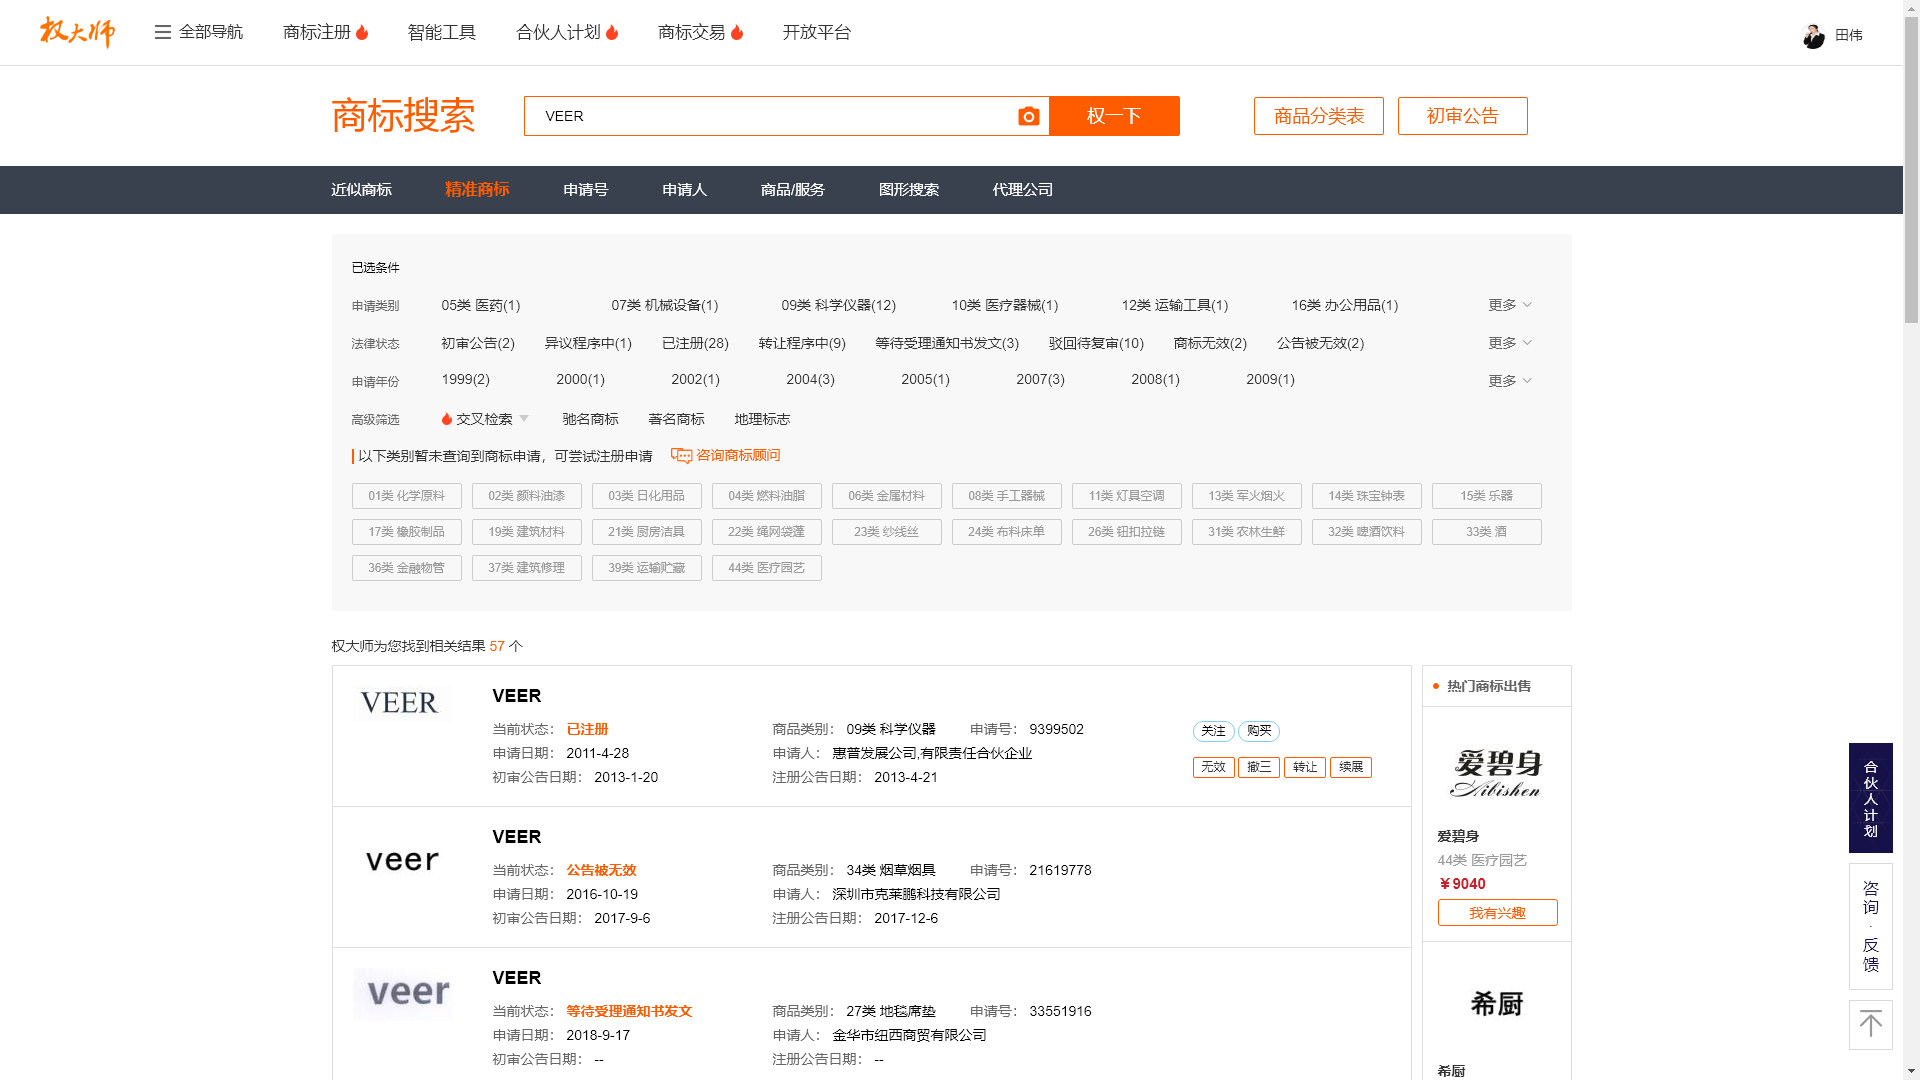 权大师 全部导航 商标注册 智能工具 合伙人计划 商标交易 开放平台 田伟
商标搜索 VEER 权一下 商品分类表 初审公告
近似商标 精准商标 申请号 申请人 商品/服务 图形搜索 代理公司
已选条件
申请类别 05类 医药(1) 07类 机械设备(1) 09类 科学仪器(12) 10类 医疗器械(1) 12类 运输工具(1) 16类 办公用品(1) 更多
法律状态 初审公告(2) 异议程序中(1) 已注册(28) 转让程序中(9) 等待受理通知书发文(3) 驳回待复审(10) 商标无效(2) 公告被无效(2) 更多
申请年份 1999(2) 2000(1) 2002(1) 2004(3) 2005(1) 2007(3) 2008(1) 2009(1) 更多
高级筛选 交叉检索 驰名商标 著名商标 地理标志
以下类别暂未查询到商标申请，可尝试注册申请 咨询商标顾问
01类 化学原料 02类 颜料油漆 03类 日化用品 04类 燃料油脂 06类 金属材料 08类 手工器械 11类 灯具空调 13类 军火烟火 14类 珠宝钟表 15类 乐器
17类 橡胶制品 19类 建筑材料 21类 厨房洁具 22类 绳网袋蓬 23类 纱线丝 24类 布料床单 26类 钮扣拉链 31类 农林生鲜 32类 啤酒饮料 33类 酒
36类 金融物管 37类 建筑修理 39类 运输贮藏 44类 医疗园艺
权大师为您找到相关结果 57 个
VEER
VEER
当前状态： 已注册 商品类别： 09类 科学仪器 申请号： 9399502 关注 购买
申请日期： 2011-4-28 申请人： 惠普发展公司,有限责任合伙企业
初审公告日期： 2013-1-20 注册公告日期： 2013-4-21 无效 撤三 转让 续展
veer
VEER
当前状态： 公告被无效 商品类别： 34类 烟草烟具 申请号： 21619778
申请日期： 2016-10-19 申请人： 深圳市克莱鹏科技有限公司
初审公告日期： 2017-9-6 注册公告日期： 2017-12-6
veer
VEER
当前状态： 等待受理通知书发文 商品类别： 27类 地毯席垫 申请号： 33551916
申请日期： 2018-9-17 申请人： 金华市纽西商贸有限公司
初审公告日期： -- 注册公告日期： --
热门商标出售
爱碧身
Aibishen
爱碧身
44类 医疗园艺
￥9040
我有兴趣
希厨
希厨
合伙人计划
咨询·反馈